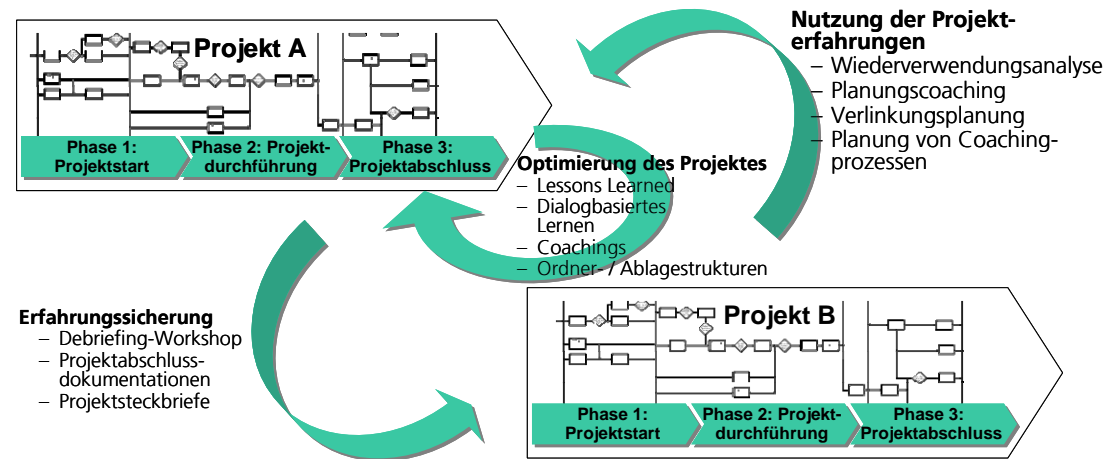 Projekt A
Phase 1:
Projektstart
Phase 2: Projekt-
durchführung
Phase 3:
Projektabschluss
Nutzung der Projekt-
erfahrungen
– Wiederverwendungsanalyse
– Planungscoaching
– Verlinkungsplanung
– Planung von Coaching-
prozessen
Optimierung des Projektes
– Lessons Learned
– Dialogbasiertes
Lernen
– Coachings
– Ordner- / Ablagestrukturen
Erfahrungssicherung
– Debriefing-Workshop
– Projektabschluss-
dokumentationen
– Projektsteckbriefe
Projekt B
Phase 1:
Projektstart
Phase 2: Projekt-
durchführung
Phase 3:
Projektabschluss